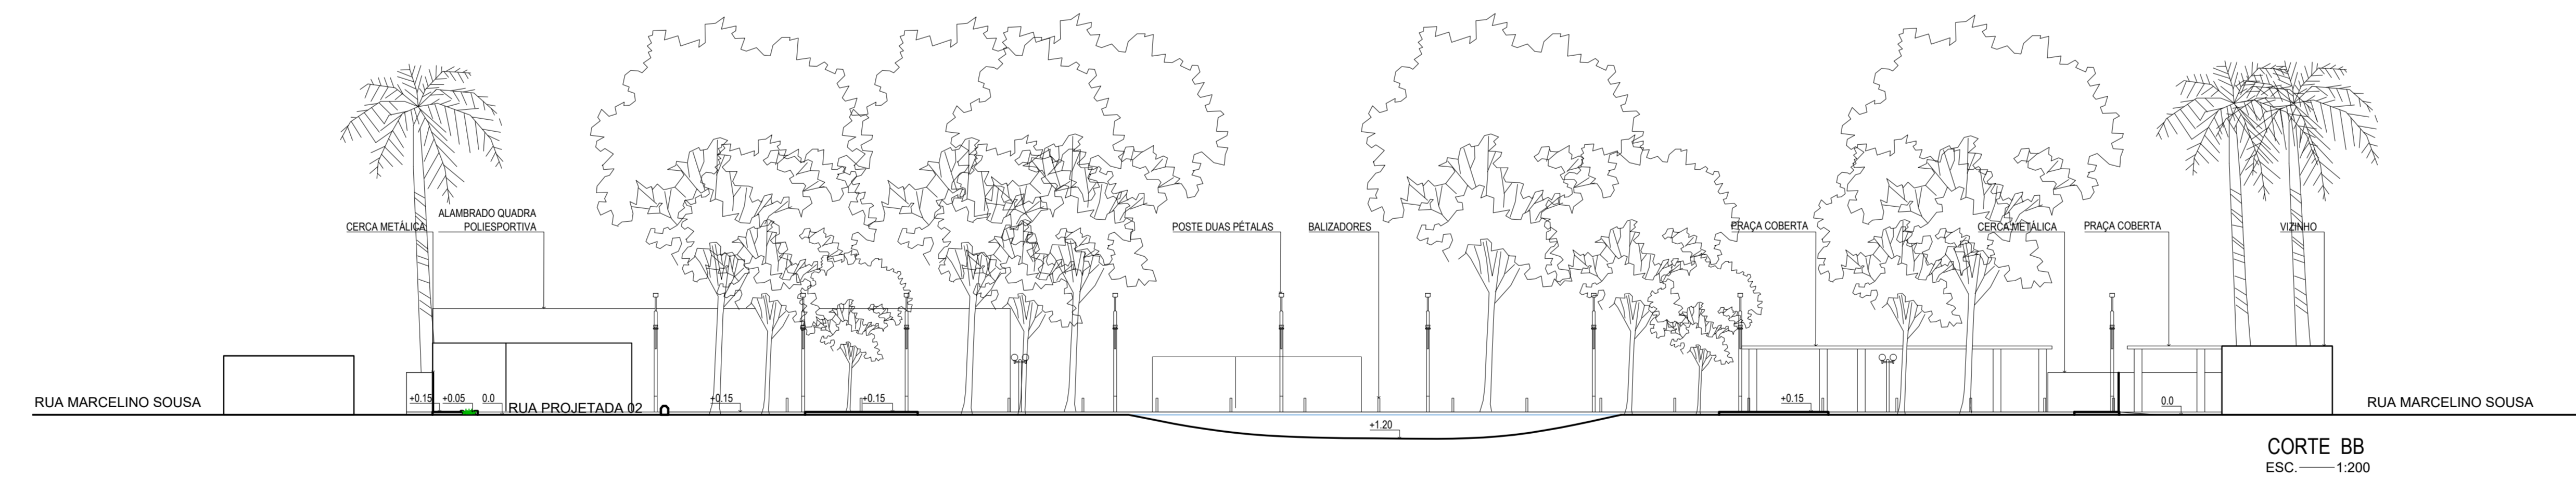 ALAMBRADO QUADRA
POLIESPORTIVA
CERCA METÀLICA
POSTE DUAS PÉTALAS
BALIZADORES
PRAÇA COBERTA
CERCA METÀLICA
PRAÇA COBERTA
VIZINHO
RUA MARCELINO SOUSA
+0.15
+0.05
0.0
RUA PROJETADA 02
+0.15
+0.15
+1.20
+0.15
0.0
RUA MARCELINO SOUSA
CORTE BB
ESC. 1:200